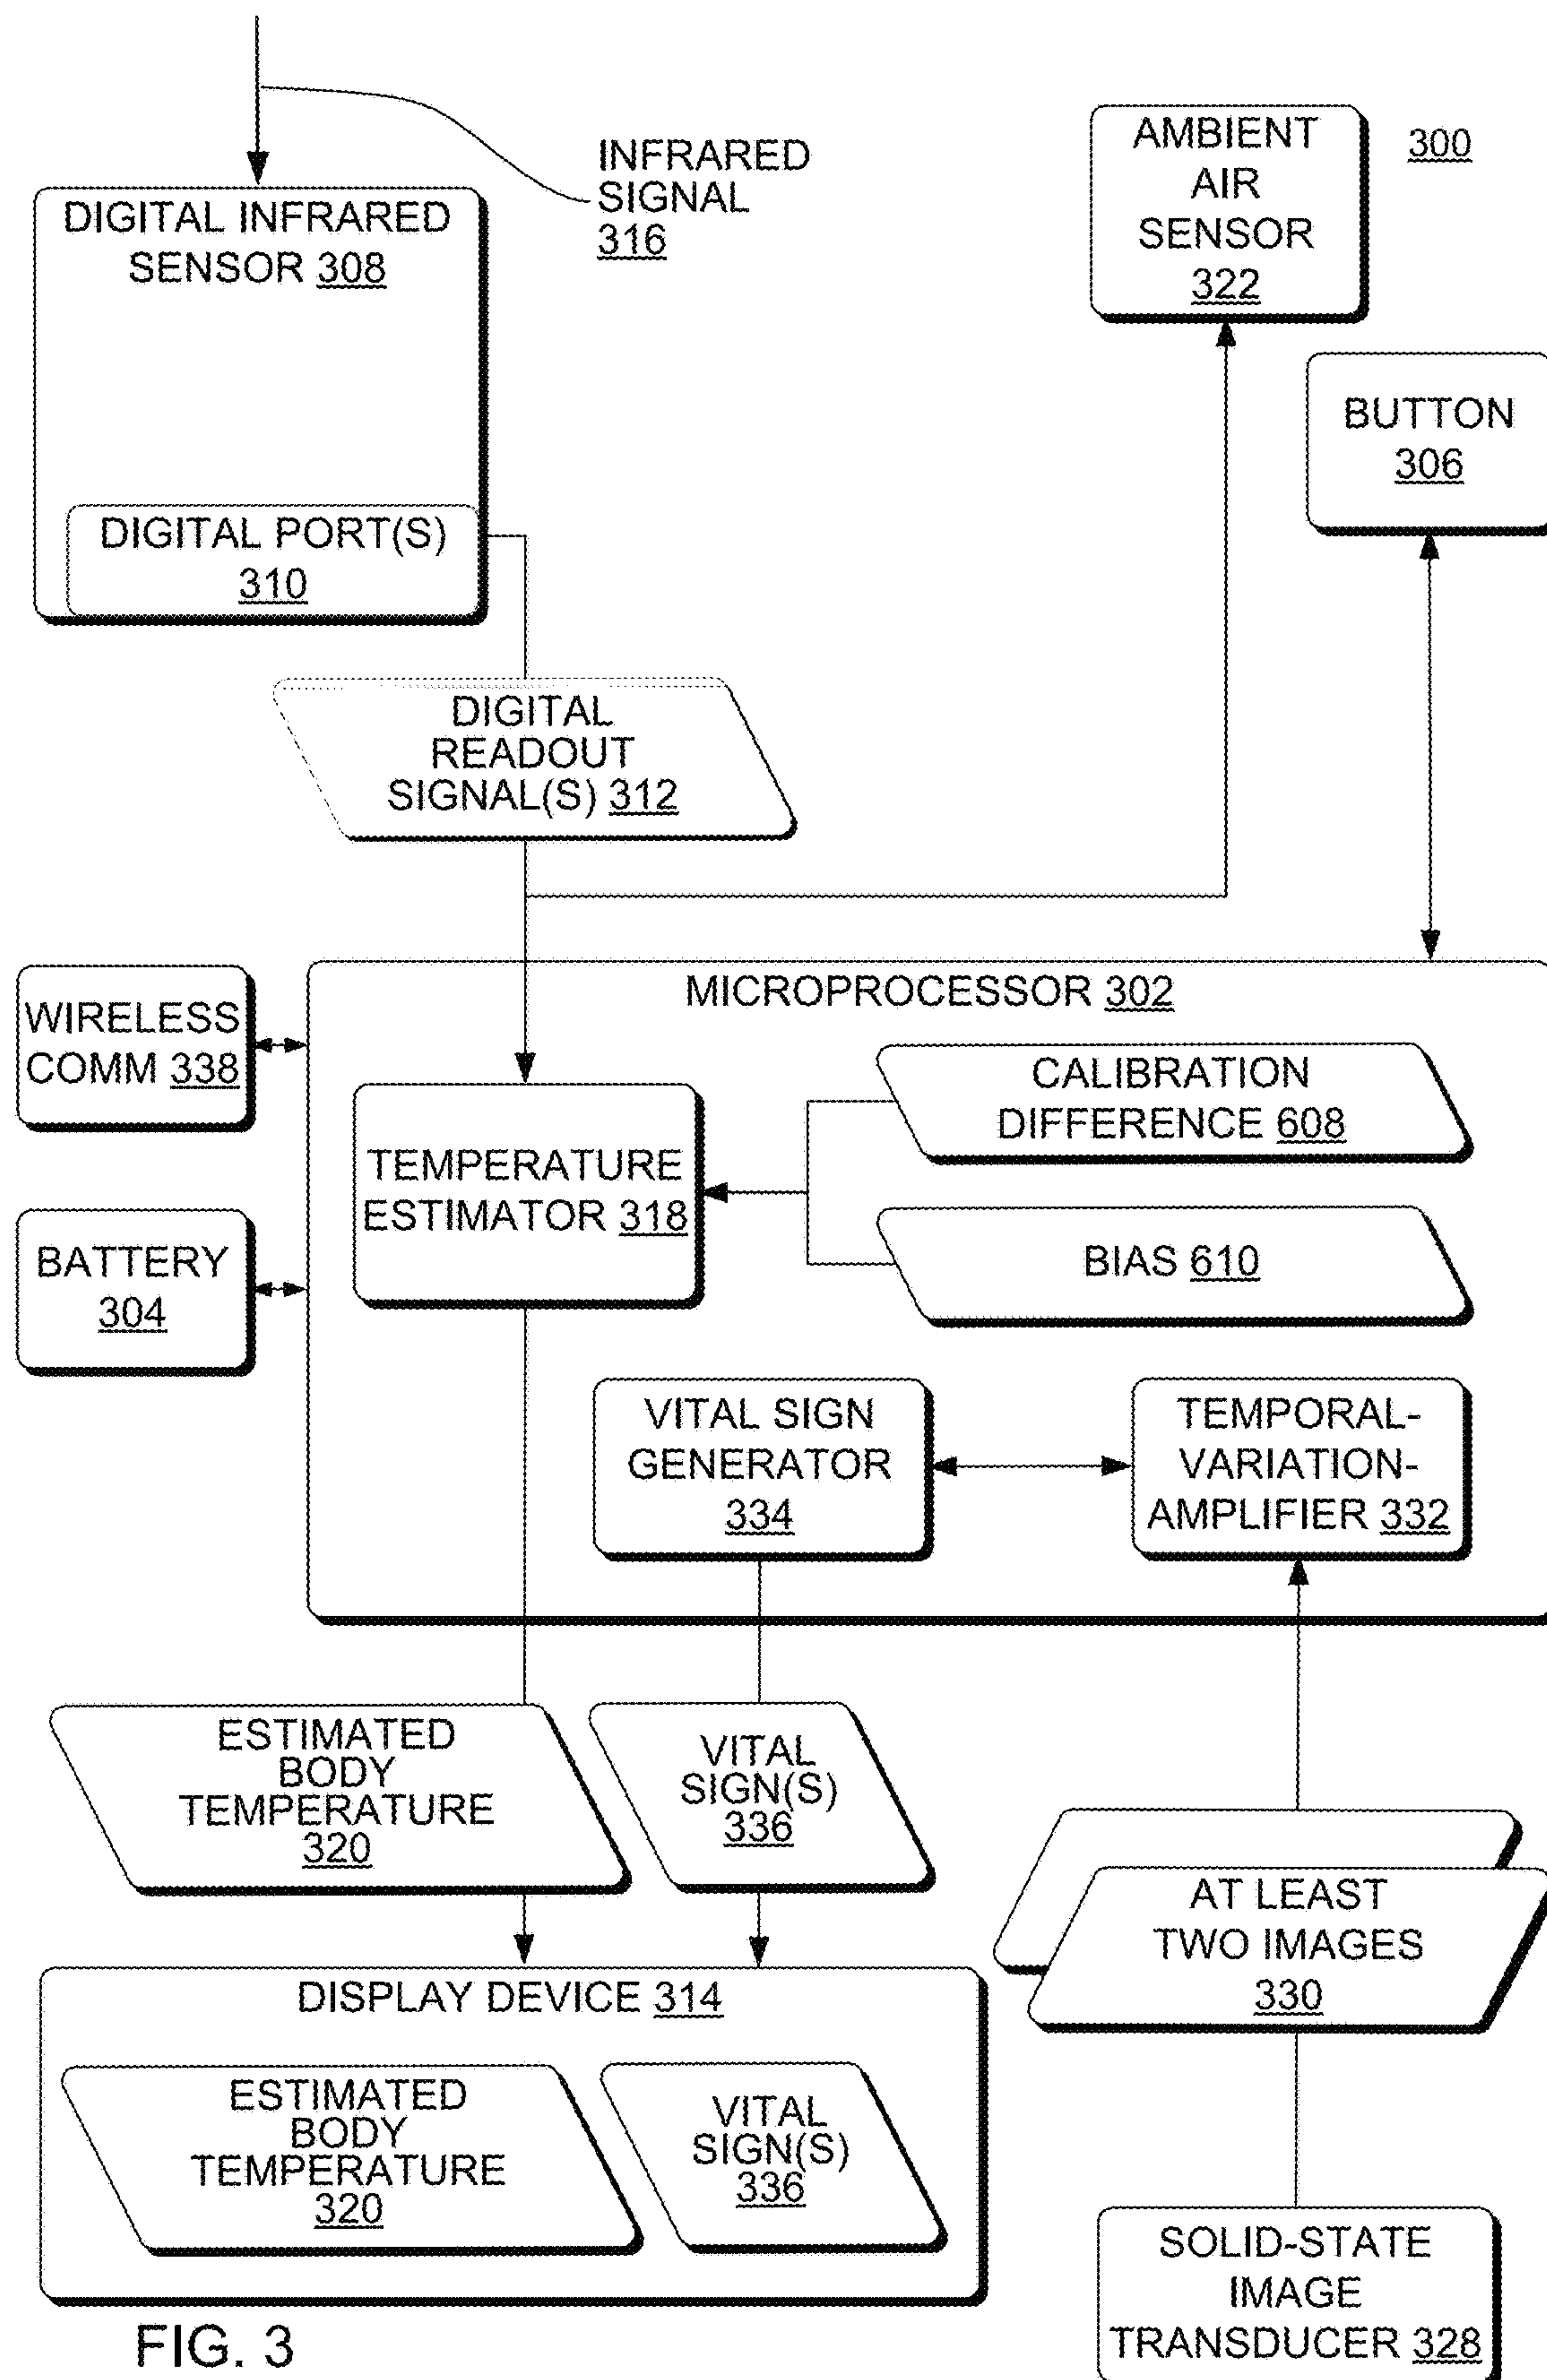 INFRARED
SIGNAL
316
AMBIENT
AIR
SENSOR
322
300
DIGITAL INFRARED
SENSOR 308
BUTTON
306
DIGITAL PORT(S)
310
DIGITAL
READOUT
SIGNAL(S) 312
MICROPROCESSOR 302
WIRELESS
COMM 338
CALIBRATION
DIFFERENCE 608
TEMPERATURE
ESTIMATOR 318
BATTERY
304
BIAS 610
VITAL SIGN
GENERATOR
334
TEMPORAL-
VARIATION-
AMPLIFIER 332
ESTIMATED
BODY
TEMPERATURE
320
VITAL
SIGN(S)
336
AT LEAST
TWO IMAGES
330
DISPLAY DEVICE 314
ESTIMATED
BODY
TEMPERATURE
320
VITAL
SIGN(S)
336
SOLID-STATE
IMAGE
TRANSDUCER 328
FIG. 3